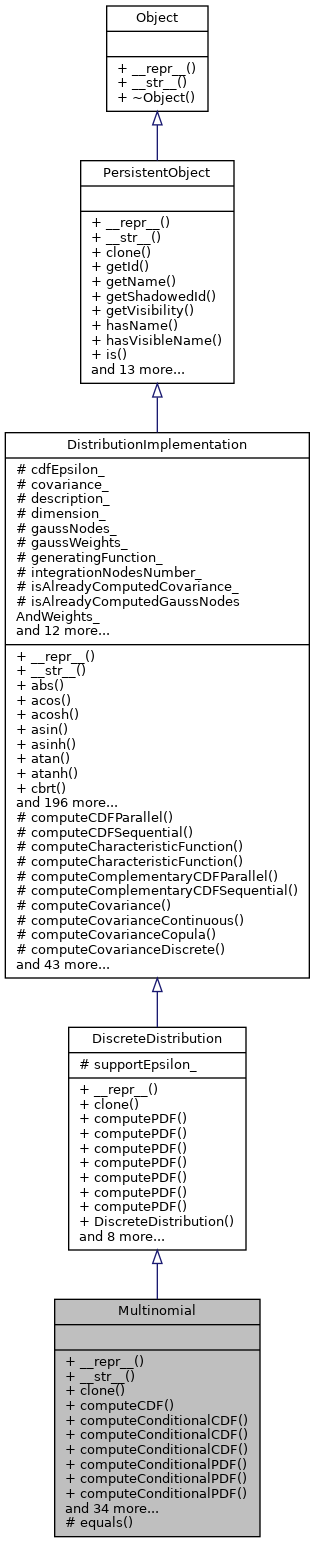 Object
+ __repr__()
+ __str__()
+ ~Object()
PersistentObject
+ __repr__()
+ __str__()
+ clone()
+ getId()
+ getName()
+ getShadowedId()
+ getVisibility()
+ hasName()
+ hasVisibleName()
+ is()
and 13 more...
DistributionImplementation
# cdfEpsilon_
# covariance_
# description_
# dimension_
# gaussNodes_
# gaussWeights_
# generatingFunction_
# integrationNodesNumber_
# isAlreadyComputedCovariance_
# isAlreadyComputedGaussNodes
AndWeights_
and 12 more...
+ __repr__()
+ __str__()
+ abs()
+ acos()
+ acosh()
+ asin()
+ asinh()
+ atan()
+ atanh()
+ cbrt()
and 196 more...
# computeCDFParallel()
# computeCDFSequential()
# computeCharacteristicFunction()
# computeCharacteristicFunction()
# computeComplementaryCDFParallel()
# computeComplementaryCDFSequential()
# computeCovariance()
# computeCovarianceContinuous()
# computeCovarianceCopula()
# computeCovarianceDiscrete()
and 43 more...
DiscreteDistribution
# supportEpsilon_
+ __repr__()
+ clone()
+ computePDF()
+ computePDF()
+ computePDF()
+ computePDF()
+ computePDF()
+ computePDF()
+ computePDF()
+ DiscreteDistribution()
and 8 more...
Multinomial
+ __repr__()
+ __str__()
+ clone()
+ computeCDF()
+ computeConditionalCDF()
+ computeConditionalCDF()
+ computeConditionalCDF()
+ computeConditionalPDF()
+ computeConditionalPDF()
+ computeConditionalPDF()
and 34 more...
# equals()